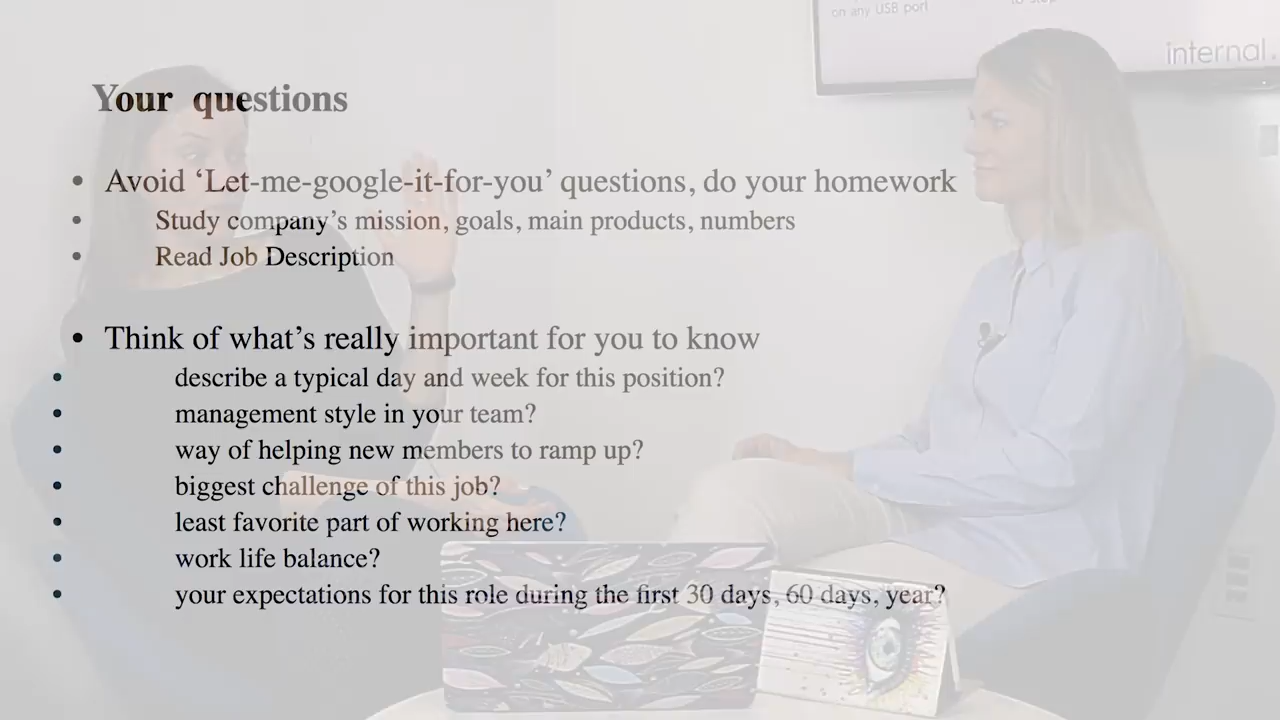 on any USB port
to stop
internal.
Your questions
• Avoid ‘Let-me-google-it-for-you’ questions, do your homework
• Study company’s mission, goals, main products, numbers
• Read Job Description
• Think of what’s really important for you to know
• describe a typical day and week for this position?
• management style in your team?
• way of helping new members to ramp up?
• biggest challenge of this job?
• least favorite part of working here?
• work life balance?
• your expectations for this role during the first 30 days, 60 days, year?